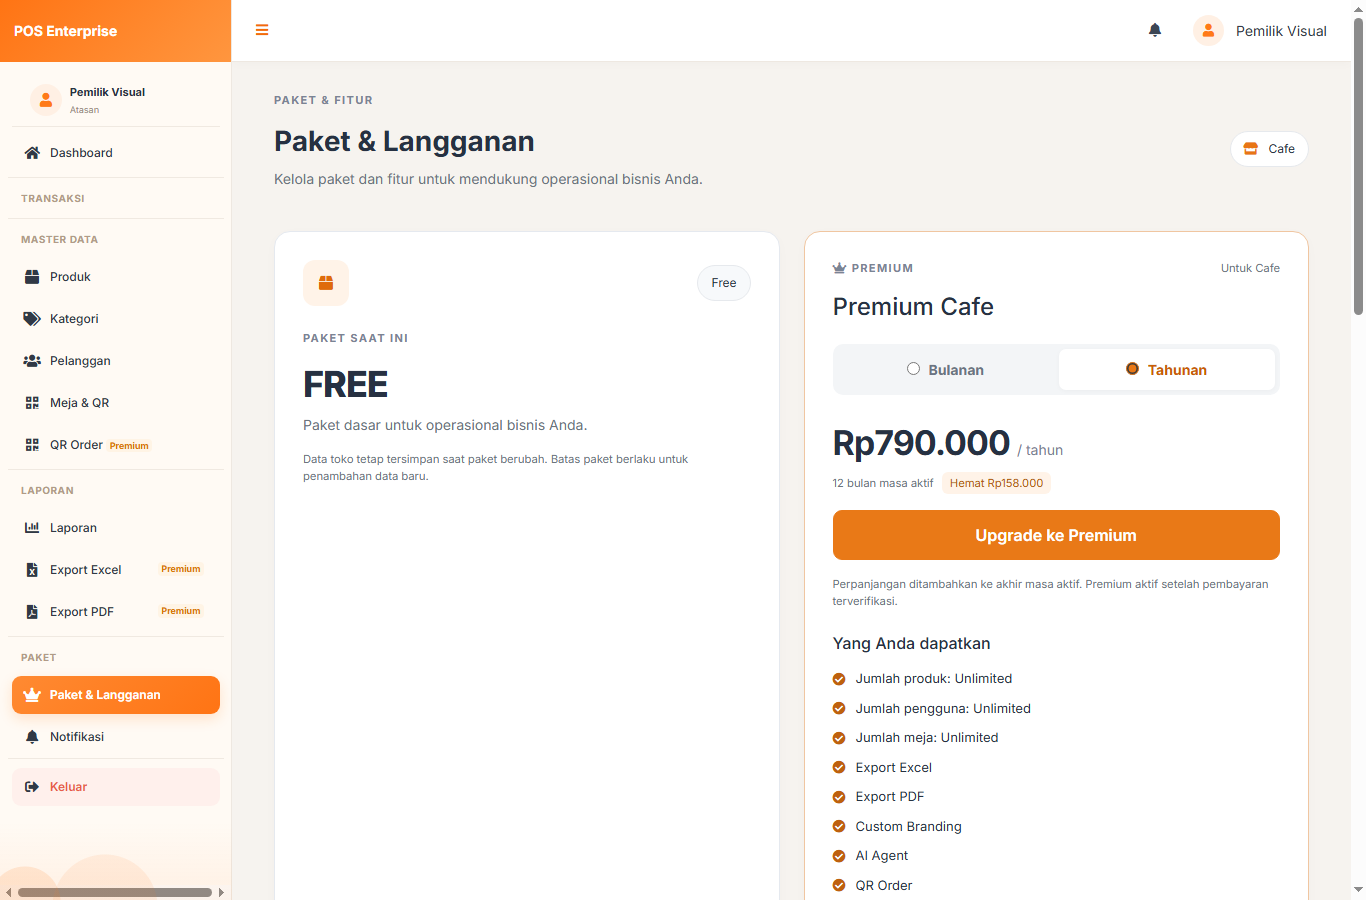 POS Enterprise
Pemilik Visual
Pemilik Visual
Atasan
Dashboard
TRANSAKSI
MASTER DATA
Produk
Kategori
Pelanggan
Meja & QR
QR Order Premium
LAPORAN
Laporan
Export Excel Premium
Export PDF Premium
PAKET
Paket & Langganan
Notifikasi
Keluar
PAKET & FITUR
Paket & Langganan
Kelola paket dan fitur untuk mendukung operasional bisnis Anda.
Cafe
Free
PAKET SAAT INI
FREE
Paket dasar untuk operasional bisnis Anda.
Data toko tetap tersimpan saat paket berubah. Batas paket berlaku untuk
penambahan data baru.
PREMIUM
Untuk Cafe
Premium Cafe
Bulanan
Tahunan
Rp790.000 / tahun
12 bulan masa aktif Hemat Rp158.000
Upgrade ke Premium
Perpanjangan ditambahkan ke akhir masa aktif. Premium aktif setelah pembayaran
terverifikasi.
Yang Anda dapatkan
Jumlah produk: Unlimited
Jumlah pengguna: Unlimited
Jumlah meja: Unlimited
Export Excel
Export PDF
Custom Branding
AI Agent
QR Order